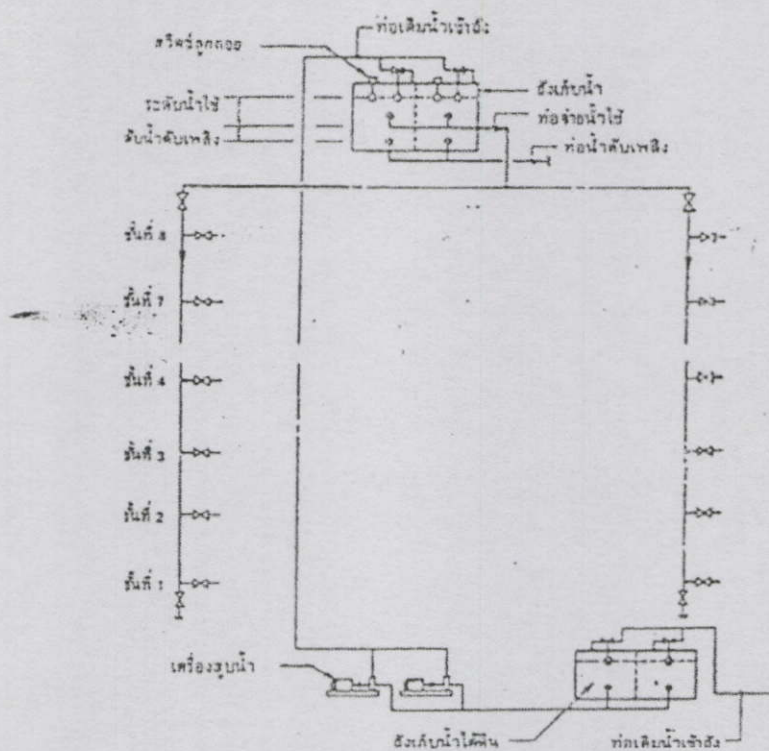 ท่อเติมน้ำเข้าถัง
สวิตซ์ลูกลอย
ถังเก็บน้ำ
ระดับน้ำใช้
ท่อจ่ายน้ำใช้
ดับน้ำดับเพลิง
ท่อน้ำดับเพลิง
ชั้นที่ 8
ชั้นที่ 7
ชั้นที่ 4
ชั้นที่ 3
ชั้นที่ 2
ชั้นที่ 1
เครื่องสูบน้ำ
ถังเก็บน้ำใต้ดิน
ท่อเติมน้ำเข้าถัง